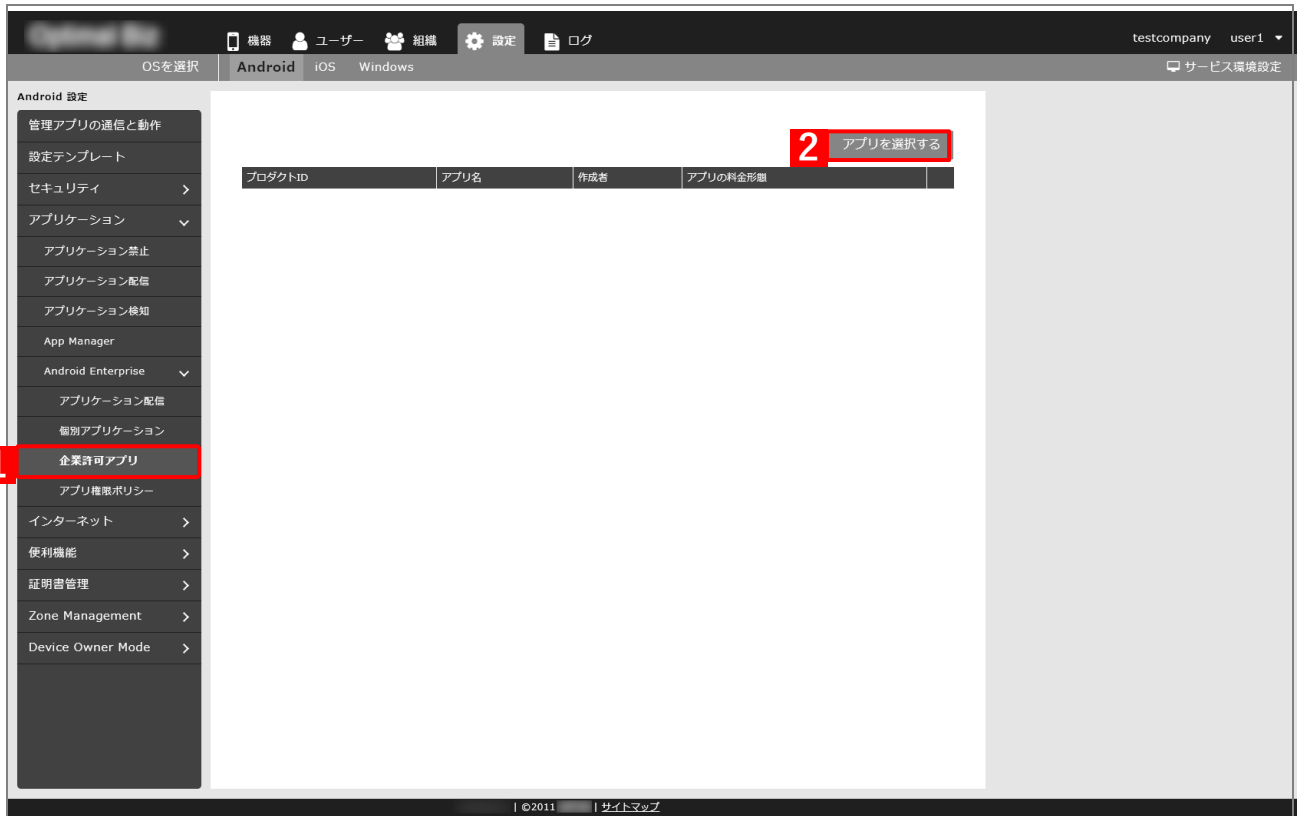 機器 ユーザー 組織 設定 ログ testcompany user1
OSを選択 Android iOS Windows サービス環境設定
Android 設定
管理アプリの通信と動作
設定テンプレート
セキュリティ
アプリケーション
アプリケーション禁止
アプリケーション配信
アプリケーション検知
App Manager
Android Enterprise
アプリケーション配信
個別アプリケーション
1 企業許可アプリ
アプリ権限ポリシー
インターネット
便利機能
証明書管理
Zone Management
Device Owner Mode
2 アプリを選択する
プロダクトID アプリ名 作成者 アプリの料金形態
| ©2011 | サイトマップ